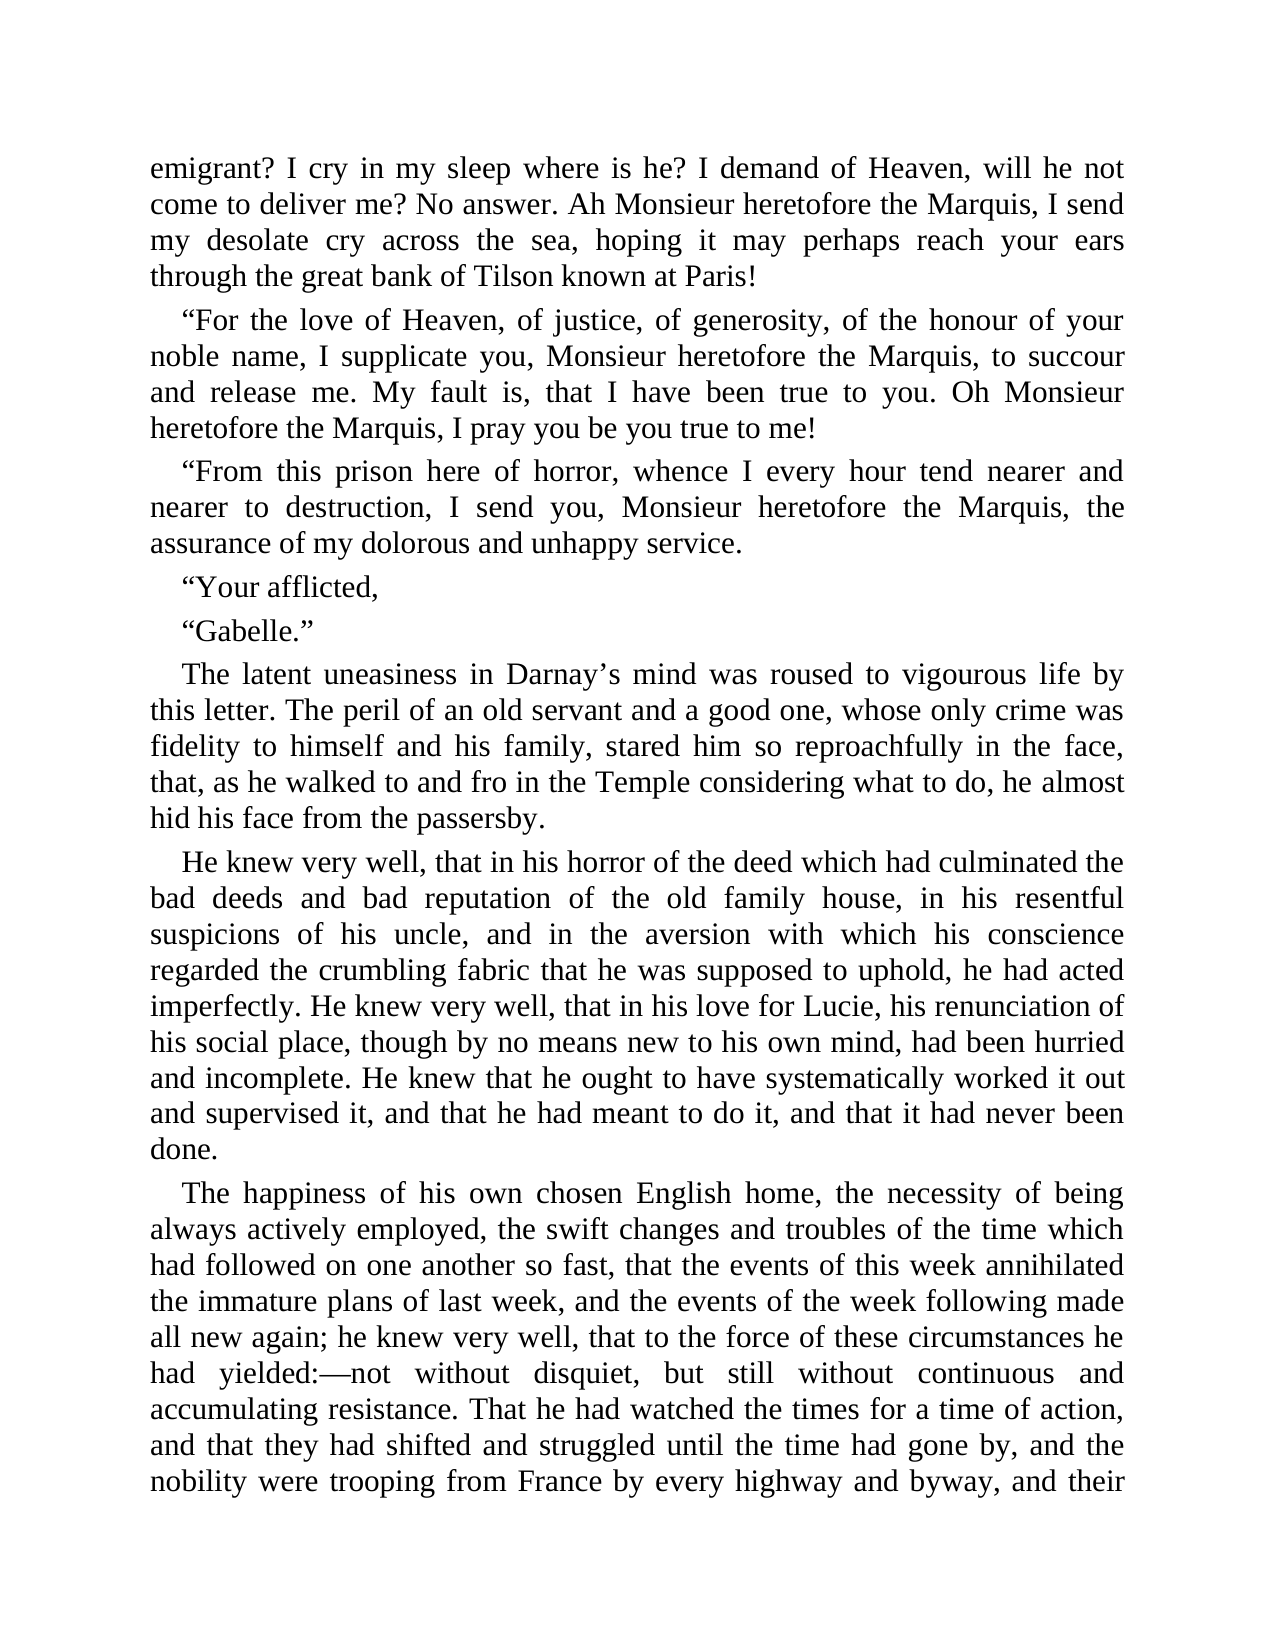 emigrant? I cry in my sleep where is he? I demand of Heaven, will he not
come to deliver me? No answer. Ah Monsieur heretofore the Marquis, I send
my desolate cry across the sea, hoping it may perhaps reach your ears
through the great bank of Tilson known at Paris!
“For the love of Heaven, of justice, of generosity, of the honour of your
noble name, I supplicate you, Monsieur heretofore the Marquis, to succour
and release me. My fault is, that I have been true to you. Oh Monsieur
heretofore the Marquis, I pray you be you true to me!
“From this prison here of horror, whence I every hour tend nearer and
nearer to destruction, I send you, Monsieur heretofore the Marquis, the
assurance of my dolorous and unhappy service.
“Your afflicted,
“Gabelle.”
The latent uneasiness in Darnay’s mind was roused to vigourous life by
this letter. The peril of an old servant and a good one, whose only crime was
fidelity to himself and his family, stared him so reproachfully in the face,
that, as he walked to and fro in the Temple considering what to do, he almost
hid his face from the passersby.
He knew very well, that in his horror of the deed which had culminated the
bad deeds and bad reputation of the old family house, in his resentful
suspicions of his uncle, and in the aversion with which his conscience
regarded the crumbling fabric that he was supposed to uphold, he had acted
imperfectly. He knew very well, that in his love for Lucie, his renunciation of
his social place, though by no means new to his own mind, had been hurried
and incomplete. He knew that he ought to have systematically worked it out
and supervised it, and that he had meant to do it, and that it had never been
done.
The happiness of his own chosen English home, the necessity of being
always actively employed, the swift changes and troubles of the time which
had followed on one another so fast, that the events of this week annihilated
the immature plans of last week, and the events of the week following made
all new again; he knew very well, that to the force of these circumstances he
had yielded:—not without disquiet, but still without continuous and
accumulating resistance. That he had watched the times for a time of action,
and that they had shifted and struggled until the time had gone by, and the
nobility were trooping from France by every highway and byway, and their